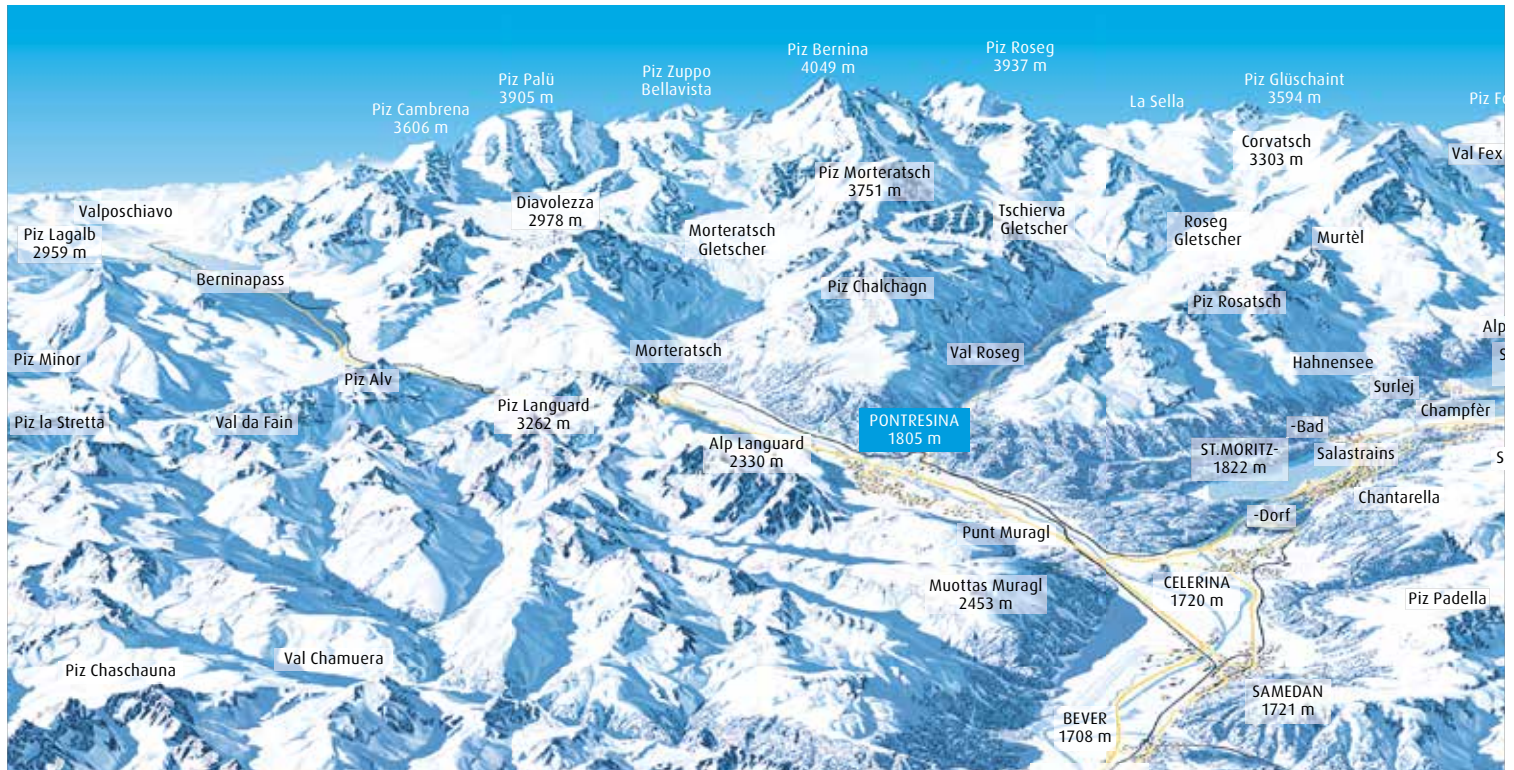 Piz Bernina
4049 m
Piz Roseg
3937 m
Piz Palü
3905 m
Piz Zuppo
Bellavista
Piz Glüschaint
3594 m
La Sella
Piz Cambrena
3606 m
Corvatsch
3303 m
Val Fex
Piz Morteratsch
3751 m
Valposchiavo
Diavolezza
2978 m
Tschierva
Gletscher
Piz Lagalb
2959 m
Morteratsch
Gletscher
Roseg
Gletscher
Murtèl
Berninapass
Piz Chalchagn
Piz Rosatsch
Piz Minor
Morteratsch
Val Roseg
Hahnensee
Piz Alv
Surlej
Piz Languard
3262 m
Champfèr
Piz la Stretta
Val da Fain
PONTRESINA
1805 m
-Bad
Alp Languard
2330 m
ST.MORITZ-
1822 m
Salastrains
Chantarella
-Dorf
Punt Muragl
Muottas Muragl
2453 m
CELERINA
1720 m
Piz Padella
Val Chamuera
Piz Chaschauna
SAMEDAN
1721 m
BEVER
1708 m